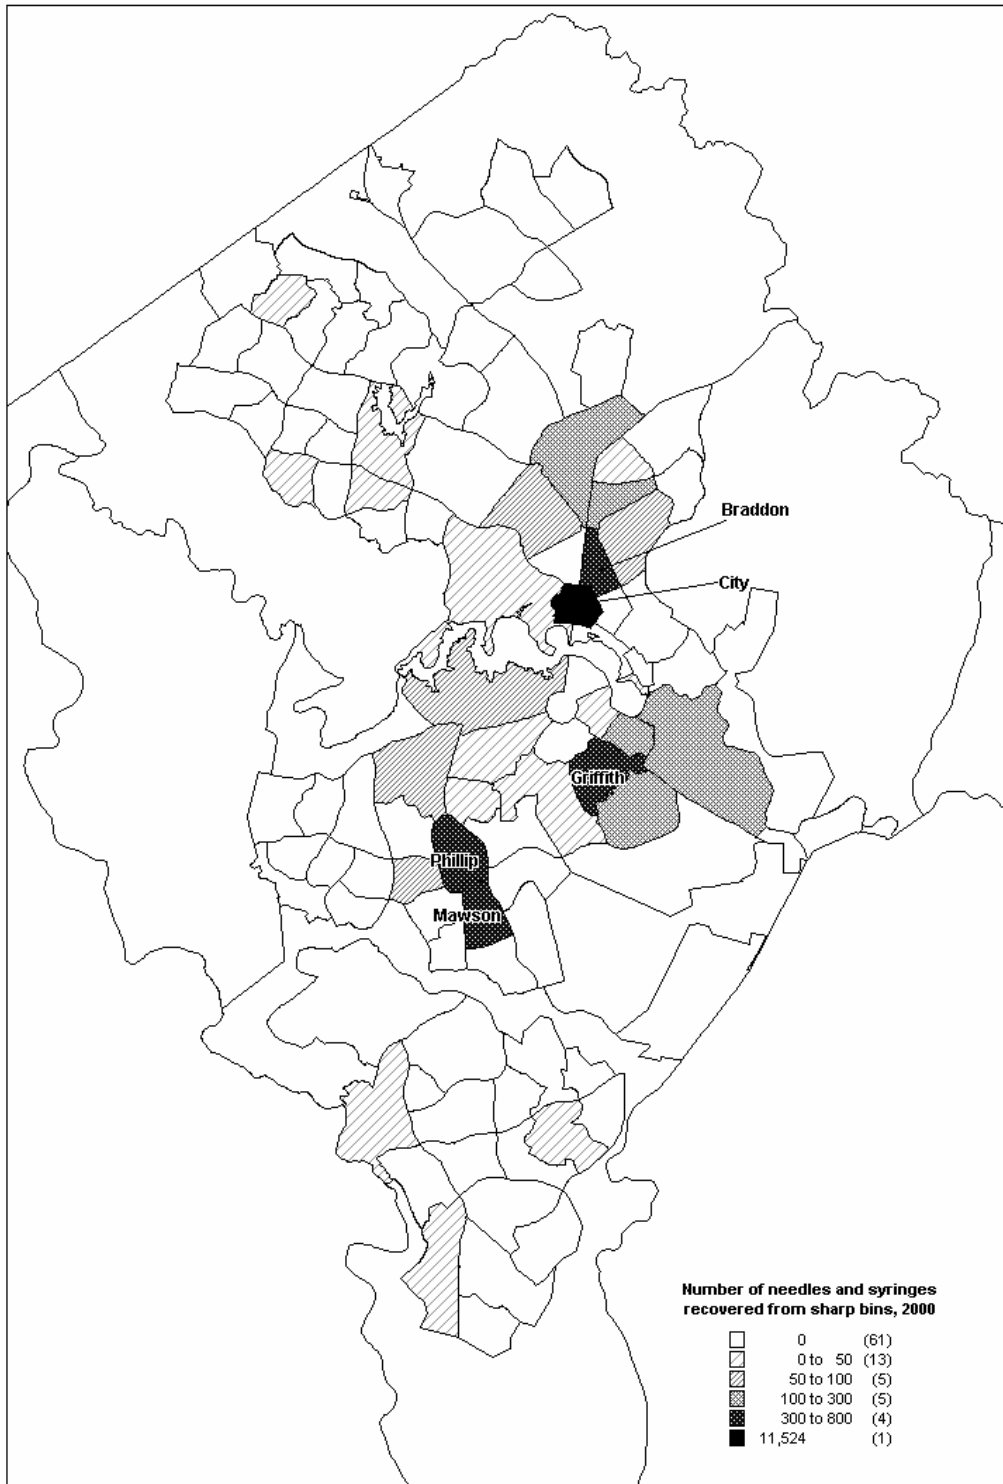 Braddon
City
Griffith
Phillip
Mawson
Number of needles and syringes
recovered from sharp bins, 2000
0 (61)
0 to 50 (13)
50 to 100 (5)
100 to 300 (5)
300 to 800 (4)
11,524 (1)